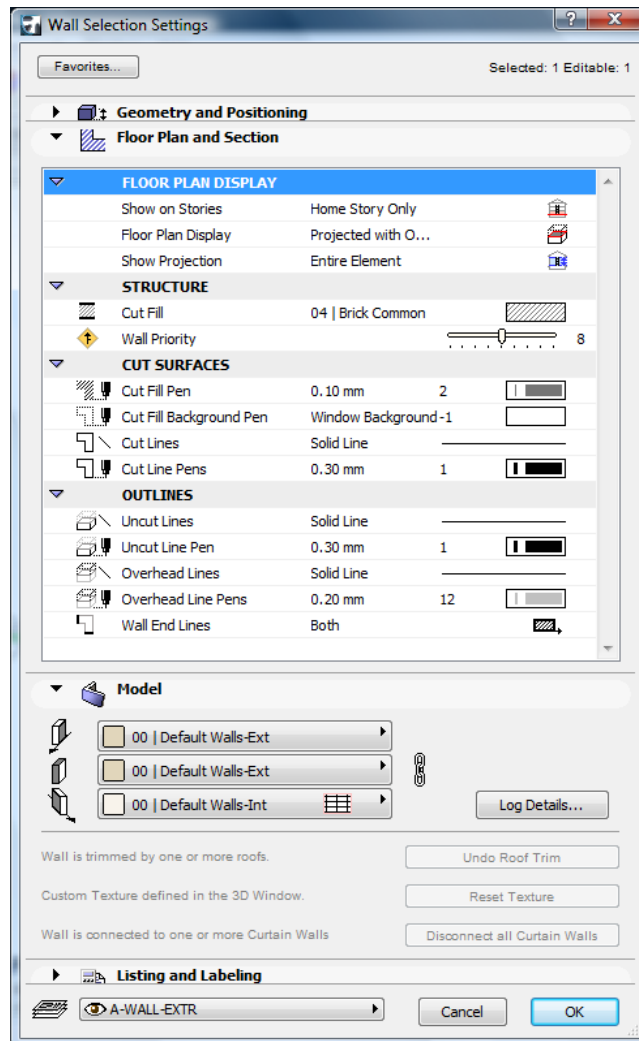 Wall Selection Settings
Favorites...
Selected: 1 Editable: 1
Geometry and Positioning
Floor Plan and Section
FLOOR PLAN DISPLAY
Show on Stories Home Story Only
Floor Plan Display Projected with O...
Show Projection Entire Element
STRUCTURE
Cut Fill 04 | Brick Common
Wall Priority 8
CUT SURFACES
Cut Fill Pen 0.10 mm 2
Cut Fill Background Pen Window Background -1
Cut Lines Solid Line
Cut Line Pens 0.30 mm 1
OUTLINES
Uncut Lines Solid Line
Uncut Line Pen 0.30 mm 1
Overhead Lines Solid Line
Overhead Line Pens 0.20 mm 12
Wall End Lines Both
Model
00 | Default Walls-Ext
00 | Default Walls-Ext
00 | Default Walls-Int
Log Details...
Wall is trimmed by one or more roofs. Undo Roof Trim
Custom Texture defined in the 3D Window. Reset Texture
Wall is connected to one or more Curtain Walls Disconnect all Curtain Walls
Listing and Labeling
A-WALL-EXTR Cancel OK